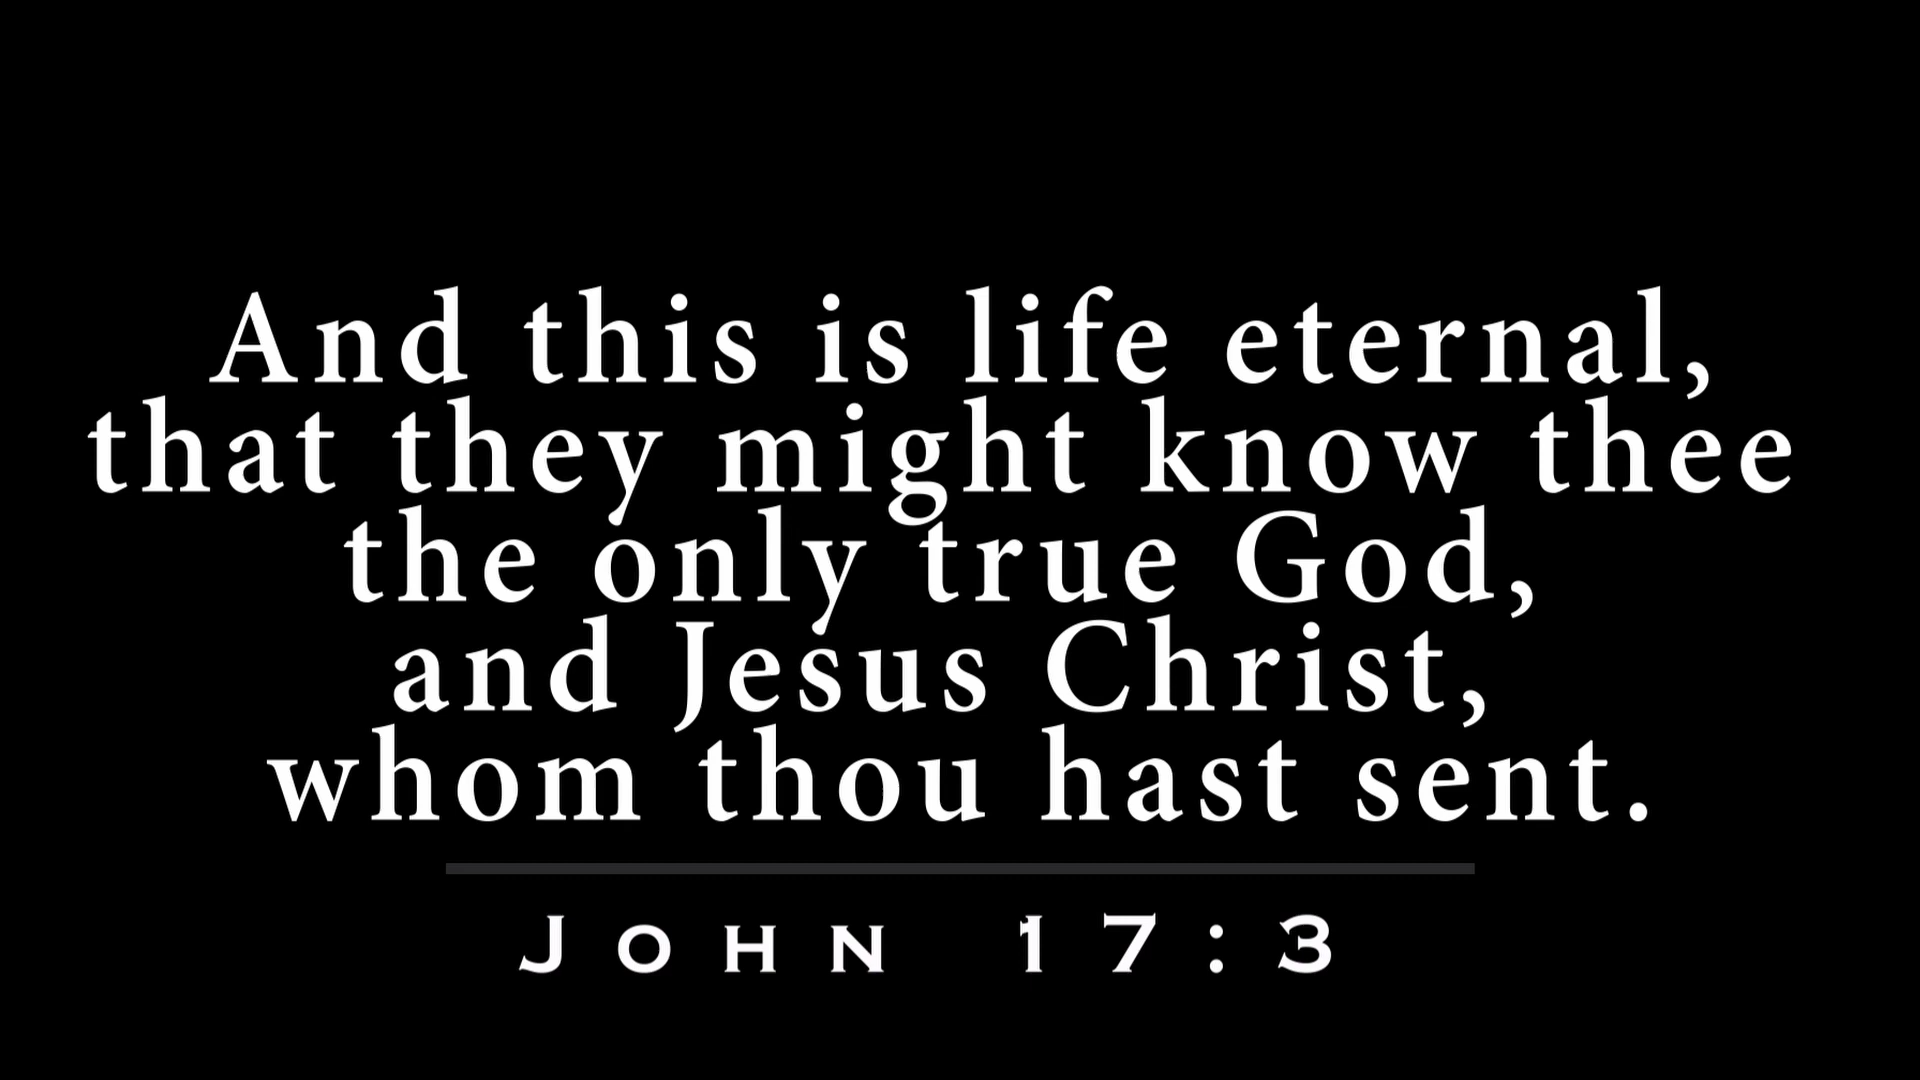 And this is life eternal,
that they might know thee
the only true God,
and Jesus Christ,
whom thou hast sent.
John 17:3